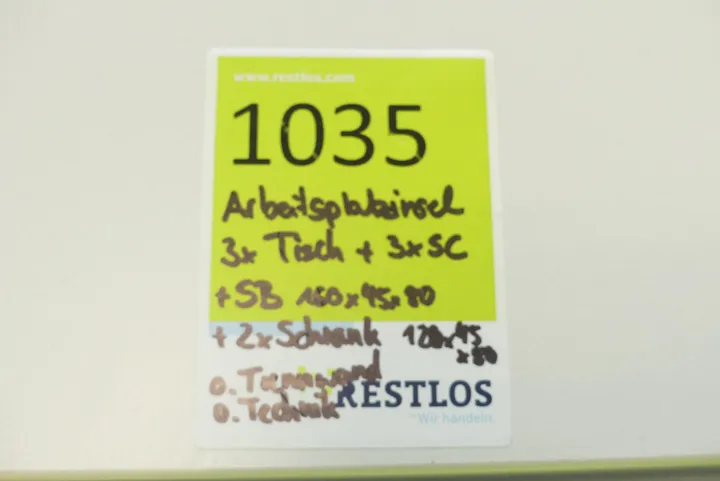 www.restlos.com
1035
Arbeitsplatzinsel
3x Tisch + 3x SC
+ SB 160x45x80
+ 2x Schrank 120x45
x80
o. Trennwand
RESTLOS
o. Technik
Wir handeln.